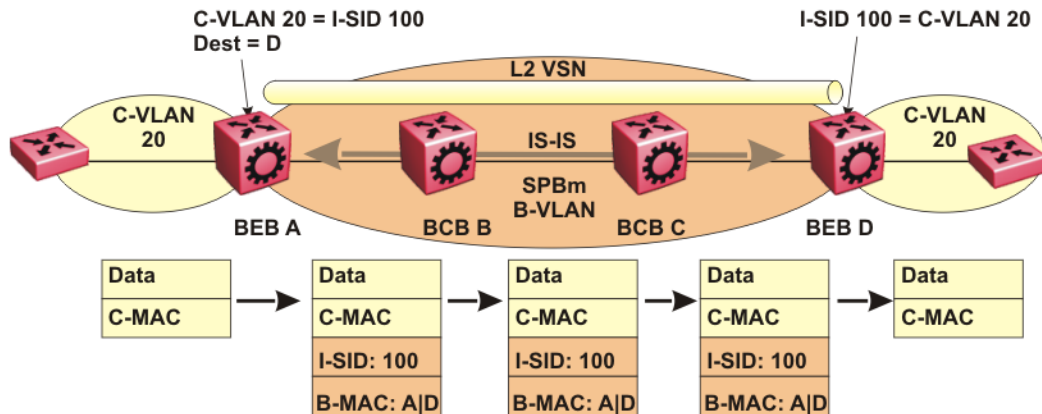 C-VLAN 20 = I-SID 100
Dest = D
I-SID 100 = C-VLAN 20
L2 VSN
C-VLAN
20
IS-IS
C-VLAN
20
SPBm
B-VLAN
BEB A
BCB B
BCB C
BEB D
Data
C-MAC
Data
C-MAC
I-SID: 100
B-MAC: A|D
Data
C-MAC
I-SID: 100
B-MAC: A|D
Data
C-MAC
I-SID: 100
B-MAC: A|D
Data
C-MAC